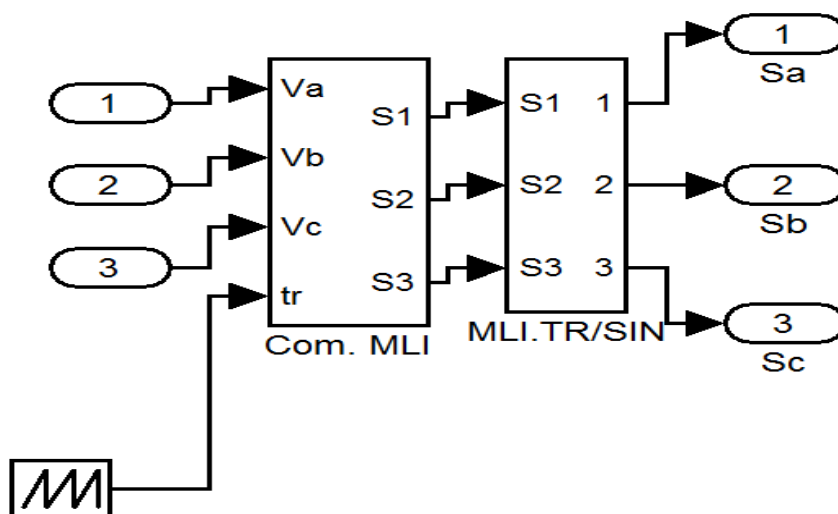 1
2
3
Va
Vb
Vc
tr
S1
S2
S3
Com. MLI
S1
S2
S3
1
2
3
MLI.TR/SIN
1
Sa
2
Sb
3
Sc